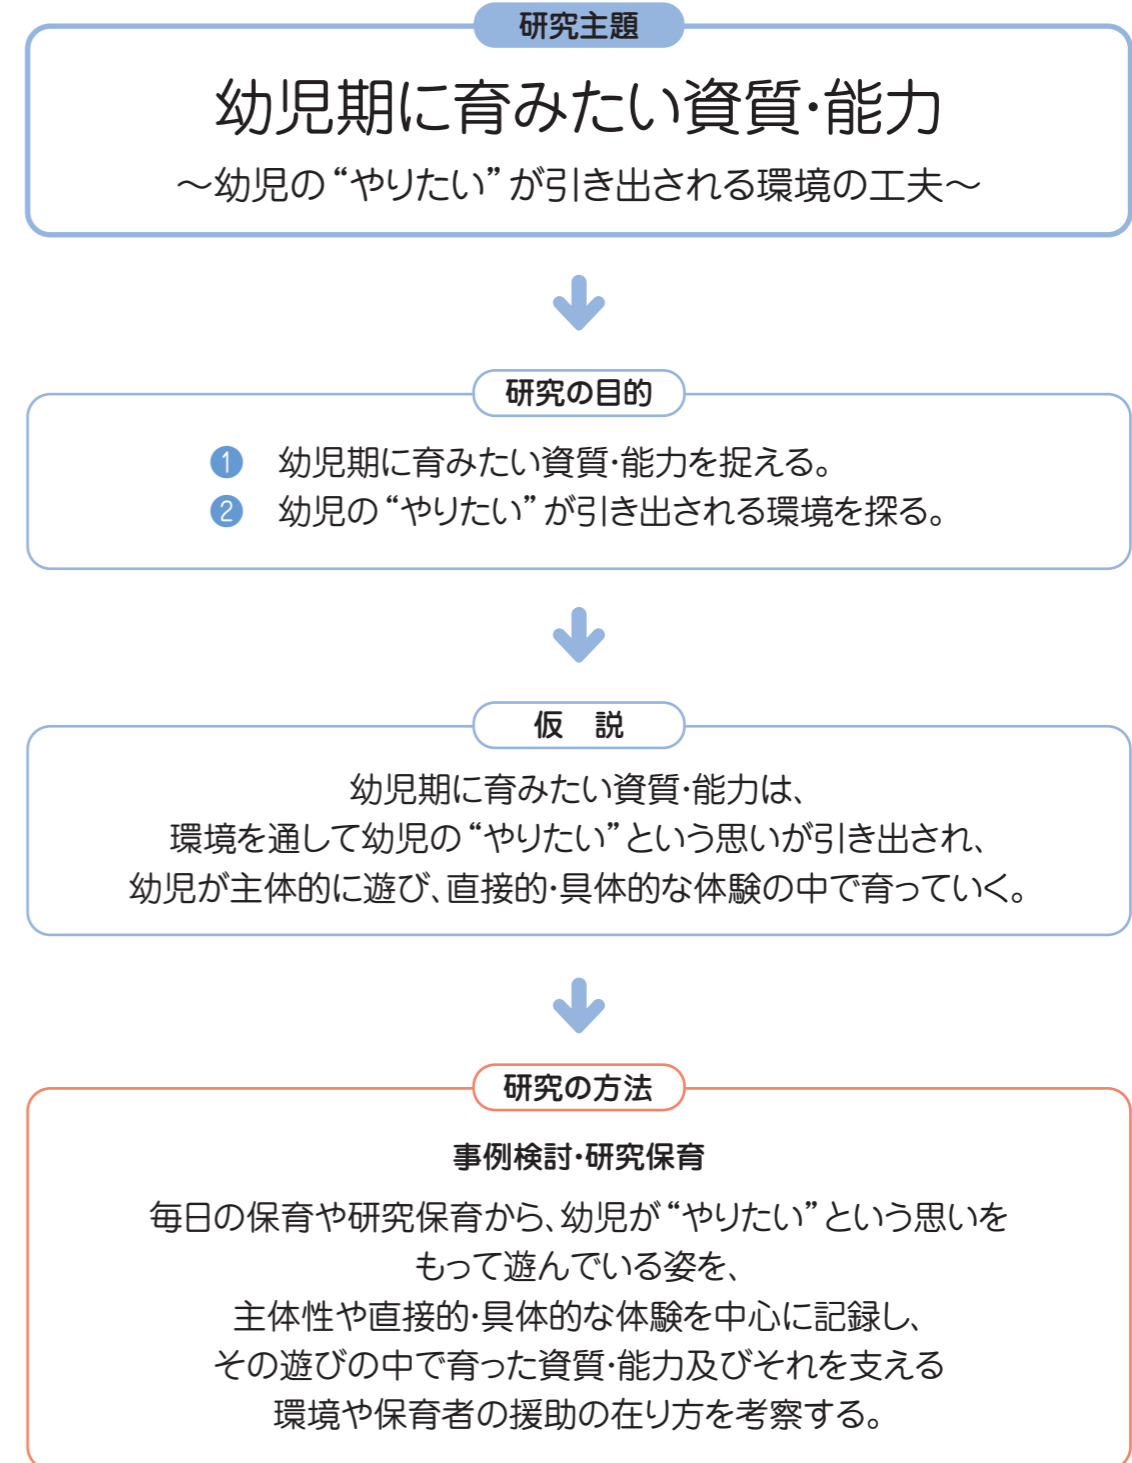 研究主題
幼児期に育みたい資質・能力
～幼児の“やりたい”が引き出される環境の工夫～
研究の目的
❶ 幼児期に育みたい資質・能力を捉える。
❷ 幼児の“やりたい”が引き出される環境を探る。
仮 説
幼児期に育みたい資質・能力は、
環境を通して幼児の“やりたい”という思いが引き出され、
幼児が主体的に遊び、直接的・具体的な体験の中で育っていく。
研究の方法
事例検討・研究保育
毎日の保育や研究保育から、幼児が“やりたい”という思いを
もって遊んでいる姿を、
主体性や直接的・具体的な体験を中心に記録し、
その遊びの中で育った資質・能力及びそれを支える
環境や保育者の援助の在り方を考察する。